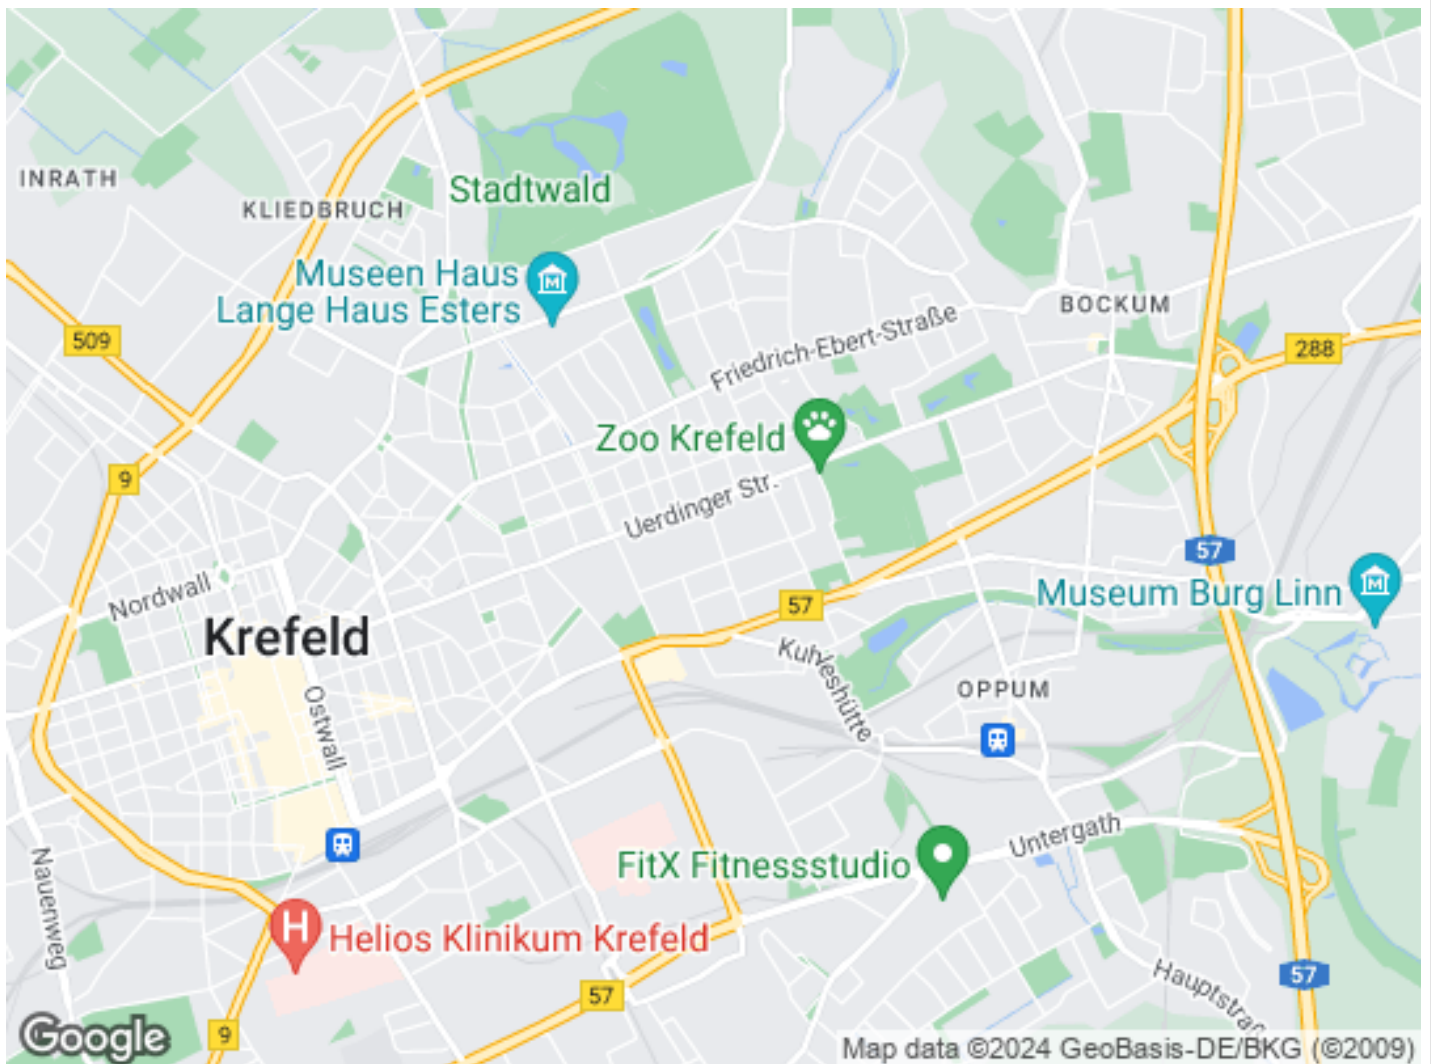 INRATH
KLIEDBRUCH
Stadtwald
Museen Haus
Lange Haus Esters
BOCKUM
509
288
Friedrich-Ebert-Straße
Zoo Krefeld
9
Uerdinger Str.
57
Nordwall
57
Museum Burg Linn
Krefeld
Kuhleshütte
OPPUM
Ostwall
Untergath
FitX Fitnessstudio
Nauenweg
H
Helios Klinikum Krefeld
57
57
Hauptstraß
9
Google
Map data ©2024 GeoBasis-DE/BKG (©2009)